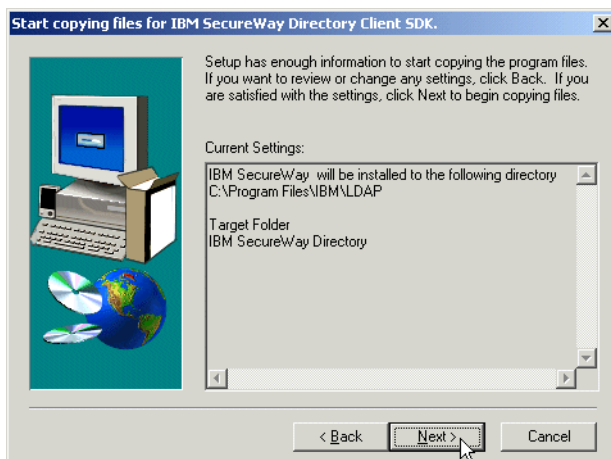 Start copying files for IBM SecureWay Directory Client SDK.
Setup has enough information to start copying the program files.
If you want to review or change any settings, click Back. If you
are satisfied with the settings, click Next to begin copying files.
Current Settings:
IBM SecureWay will be installed to the following directory
C:\Program Files\IBM\LDAP
Target Folder
IBM SecureWay Directory
< Back
Next >
Cancel